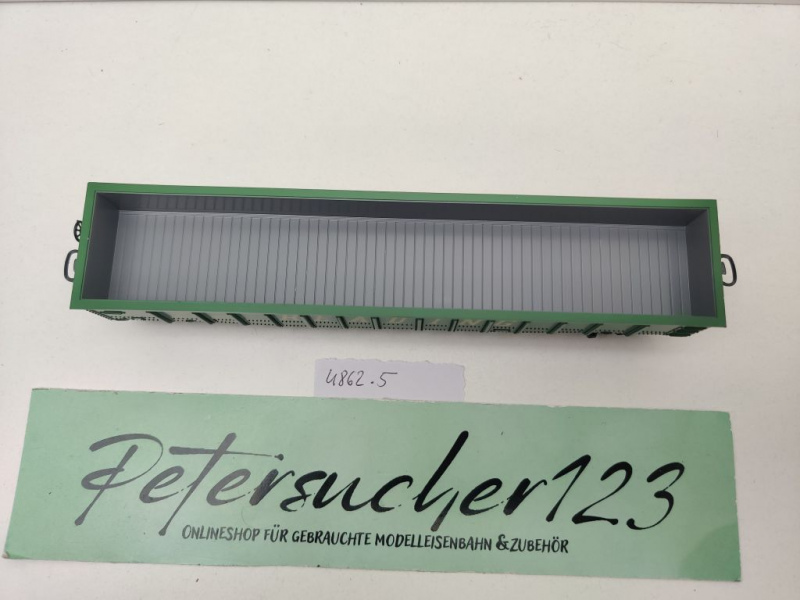 4862.5
Petersucher123
ONLINESHOP FÜR GEBRAUCHTE MODELLEISENBAHN & ZUBEHÖR